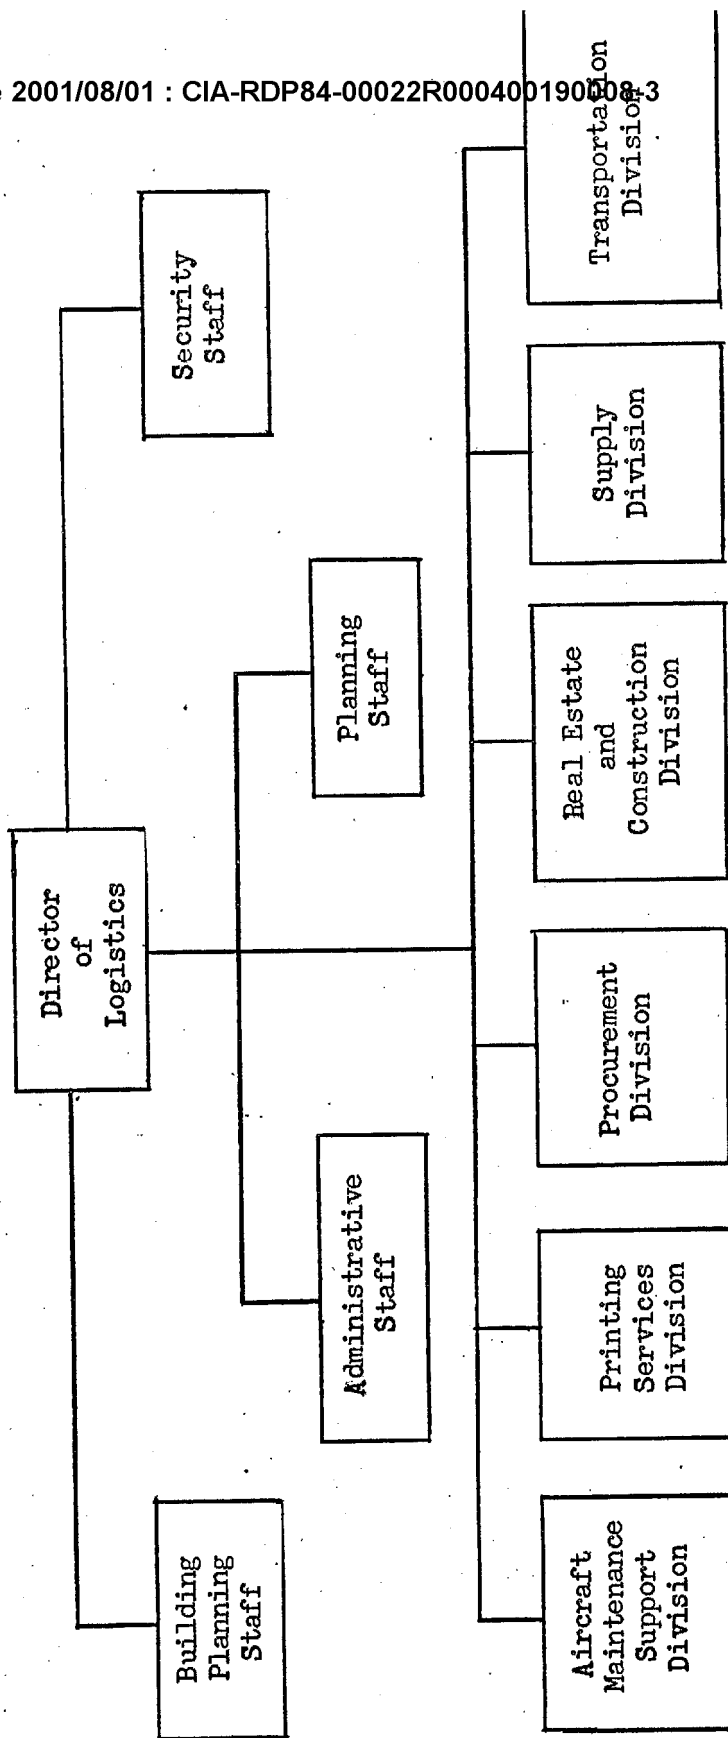 2001/08/01 : CIA-RDP84-00022R000400190008-3
Director
of
Logistics
Building
Planning
Staff
Security
Staff
Administrative
Staff
Planning
Staff
Aircraft
Maintenance
Support
Division
Printing
Services
Division
Procurement
Division
Real Estate
and
Construction
Division
Supply
Division
Transportation
Division